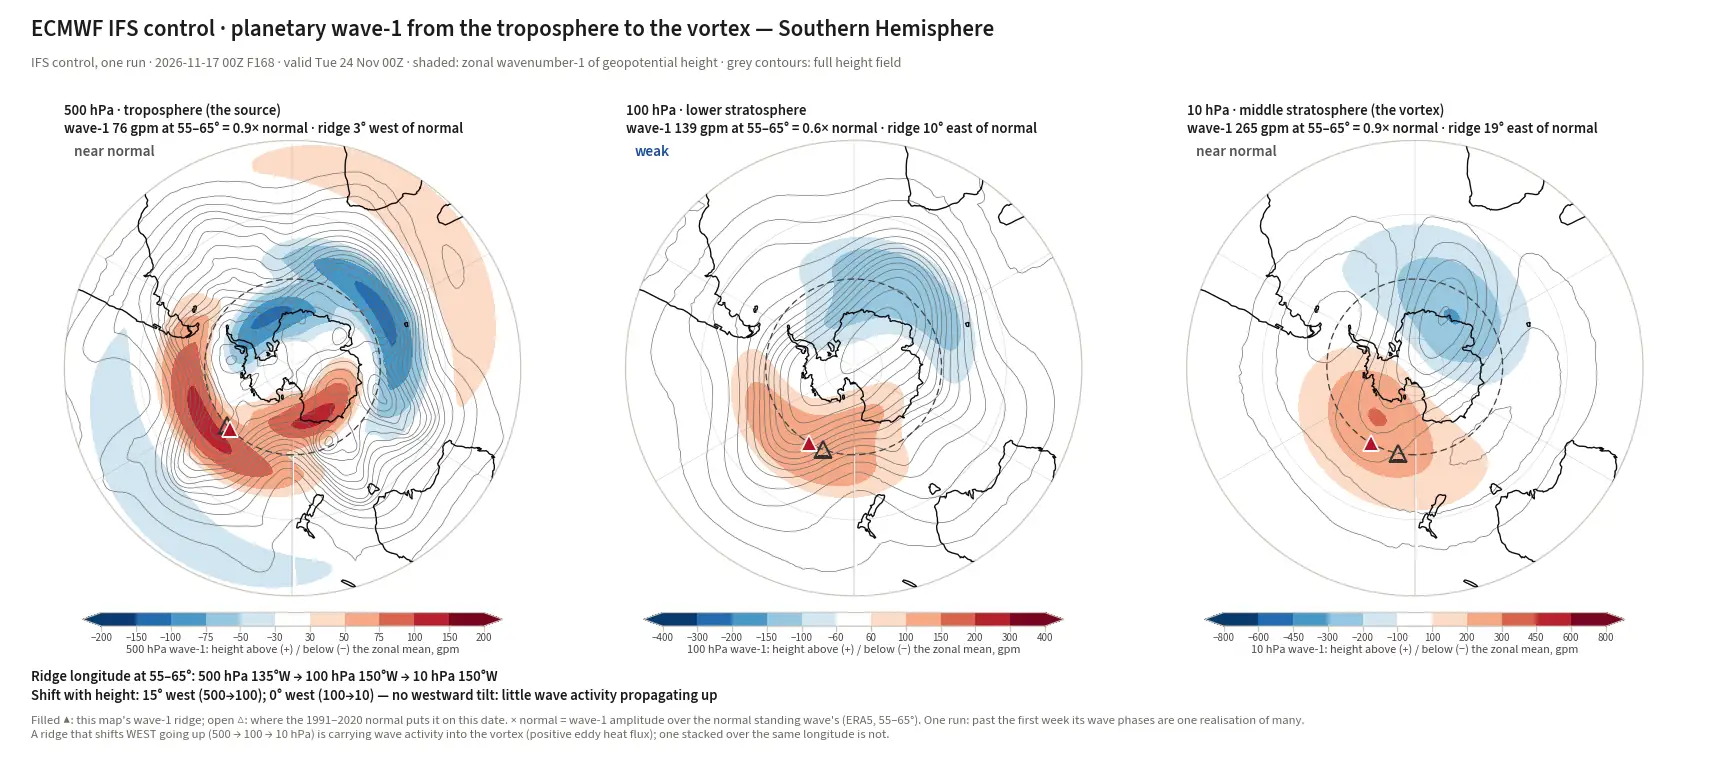 ECMWF IFS control · planetary wave-1 from the troposphere to the vortex — Southern Hemisphere
IFS control, one run · 2026-11-17 00Z F168 · valid Tue 24 Nov 00Z · shaded: zonal wavenumber-1 of geopotential height · grey contours: full height field
500 hPa · troposphere (the source)
wave-1 76 gpm at 55–65° = 0.9× normal · ridge 3° west of normal
near normal
100 hPa · lower stratosphere
wave-1 139 gpm at 55–65° = 0.6× normal · ridge 10° east of normal
weak
10 hPa · middle stratosphere (the vortex)
wave-1 265 gpm at 55–65° = 0.9× normal · ridge 19° east of normal
near normal
−200 −150 −100 −75 −50 −30 30 50 75 100 150 200
500 hPa wave-1: height above (+) / below (−) the zonal mean, gpm
−400 −300 −200 −150 −100 −60 60 100 150 200 300 400
100 hPa wave-1: height above (+) / below (−) the zonal mean, gpm
−800 −600 −450 −300 −200 −100 100 200 300 450 600 800
10 hPa wave-1: height above (+) / below (−) the zonal mean, gpm
Ridge longitude at 55–65°: 500 hPa 135°W → 100 hPa 150°W → 10 hPa 150°W
Shift with height: 15° west (500→100); 0° west (100→10) — no westward tilt: little wave activity propagating up
Filled ▲: this map's wave-1 ridge; open △: where the 1991–2020 normal puts it on this date. × normal = wave-1 amplitude over the normal standing wave's (ERA5, 55–65°). One run: past the first week its wave phases are one realisation of many.
A ridge that shifts WEST going up (500 → 100 → 10 hPa) is carrying wave activity into the vortex (positive eddy heat flux); one stacked over the same longitude is not.